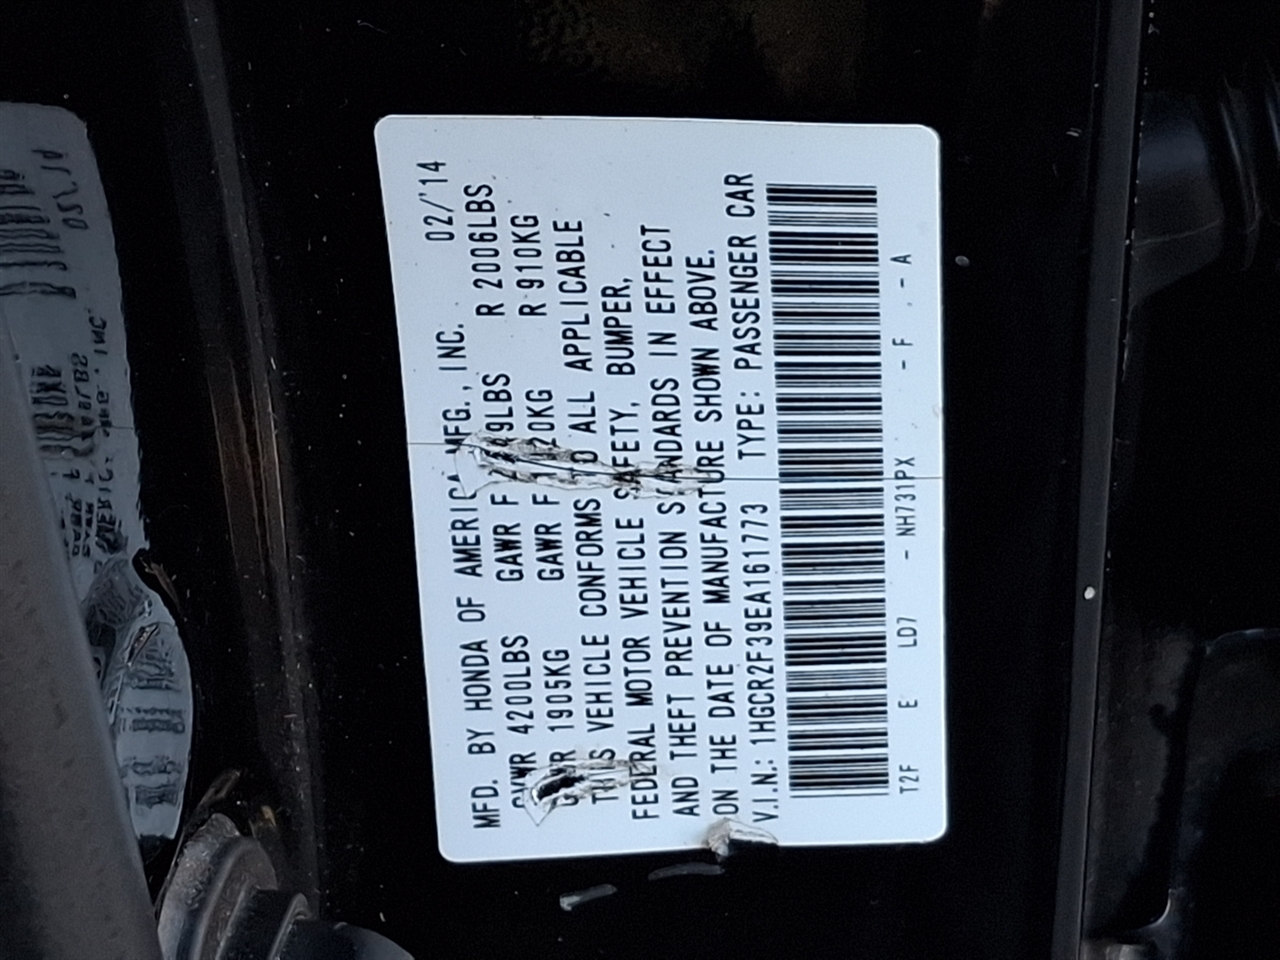 MFD. BY HONDA OF AMERICA MFG., INC. 02/'14
GVWR 4200LBS GAWR F LBS R 2006LBS
GVWR 1905KG GAWR F KG R 910KG
THIS VEHICLE CONFORMS TO ALL APPLICABLE
FEDERAL MOTOR VEHICLE SAFETY, BUMPER,
AND THEFT PREVENTION STANDARDS IN EFFECT
ON THE DATE OF MANUFACTURE SHOWN ABOVE.
V.I.N.: 1HGCR2F39EA161773 TYPE: PASSENGER CAR
T2F E LD7 - NH731PX - F - A